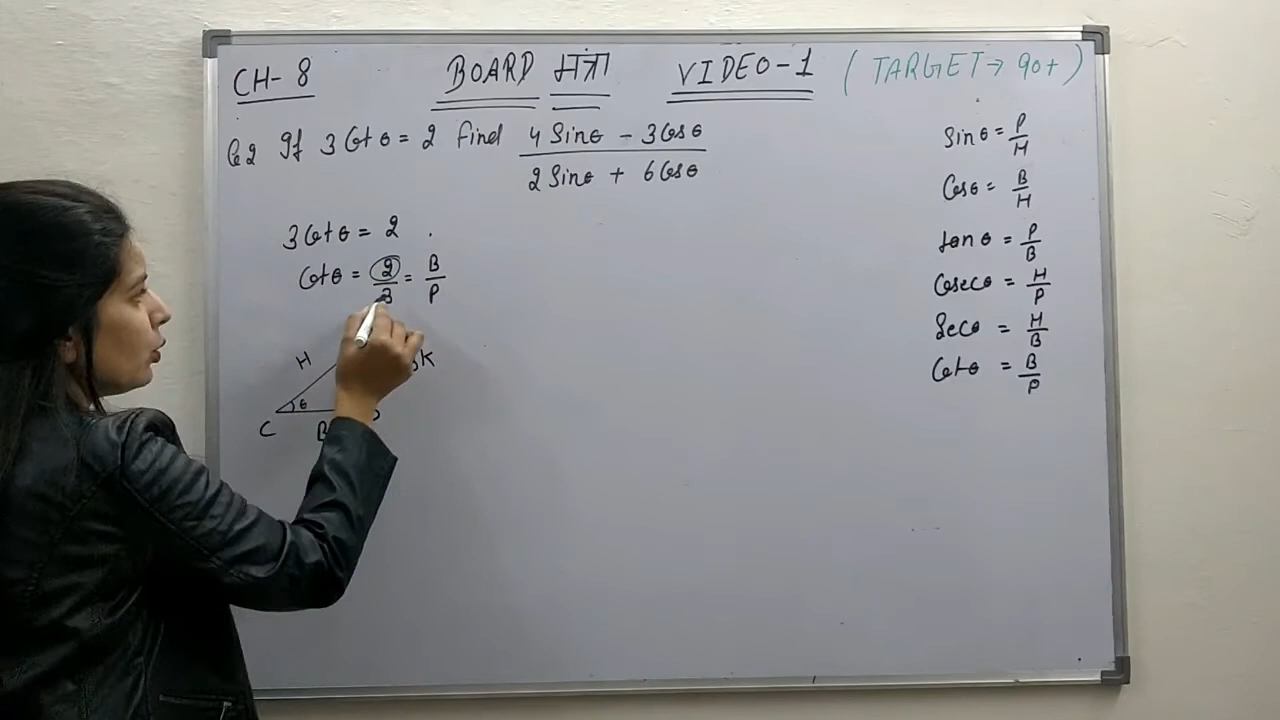 CH-8 BOARD मंत्रा VIDEO-1 (TARGET → 90+)
Q2 If 3 Cot θ = 2 find 4 Sin θ - 3 Cos θ / 2 Sin θ + 6 Cos θ
3 Cot θ = 2
Cot θ = 2/3 = B/P
H 3K
θ
C B
Sin θ = P/H
Cos θ = B/H
tan θ = P/B
Cosec θ = H/P
Sec θ = H/B
Cot θ = B/P